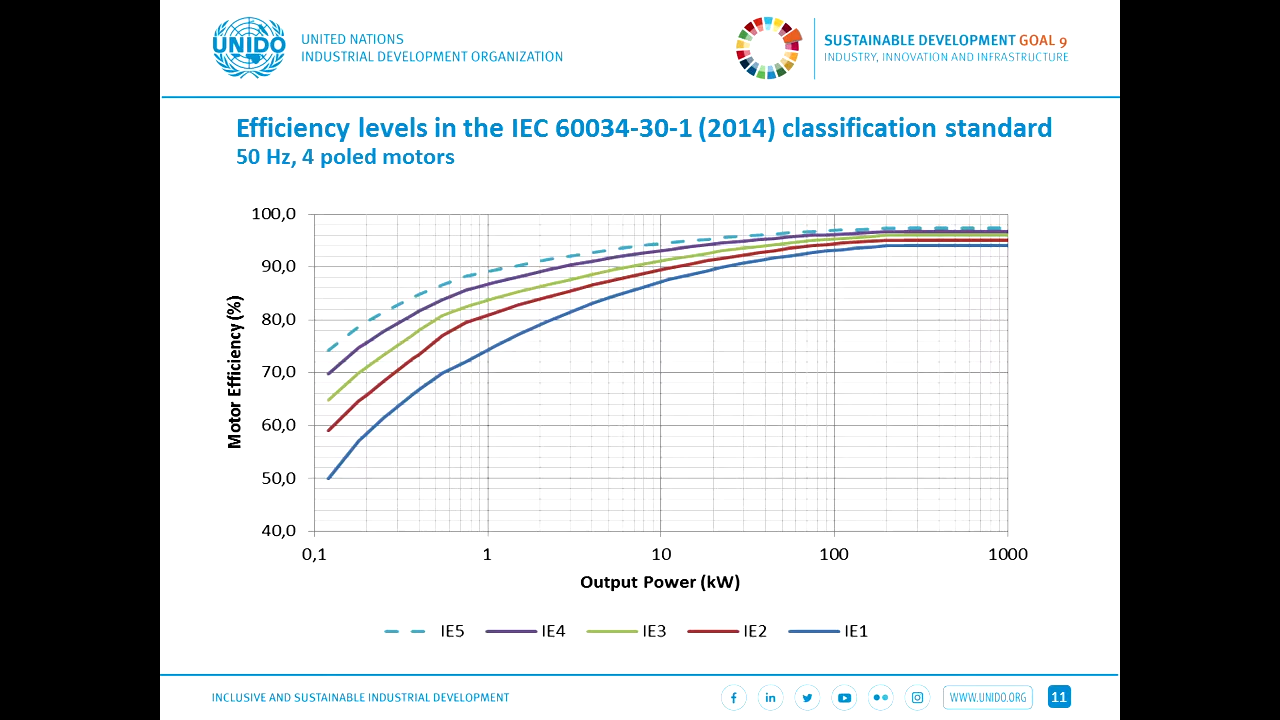 UNIDO
UNITED NATIONS
INDUSTRIAL DEVELOPMENT ORGANIZATION
SUSTAINABLE DEVELOPMENT GOAL 9
INDUSTRY, INNOVATION AND INFRASTRUCTURE
Efficiency levels in the IEC 60034-30-1 (2014) classification standard
50 Hz, 4 poled motors
Motor Efficiency (%)
100,0
90,0
80,0
70,0
60,0
50,0
40,0
0,1 1 10 100 1000
Output Power (kW)
IE5 IE4 IE3 IE2 IE1
INCLUSIVE AND SUSTAINABLE INDUSTRIAL DEVELOPMENT
f in WWW.UNIDO.ORG 11